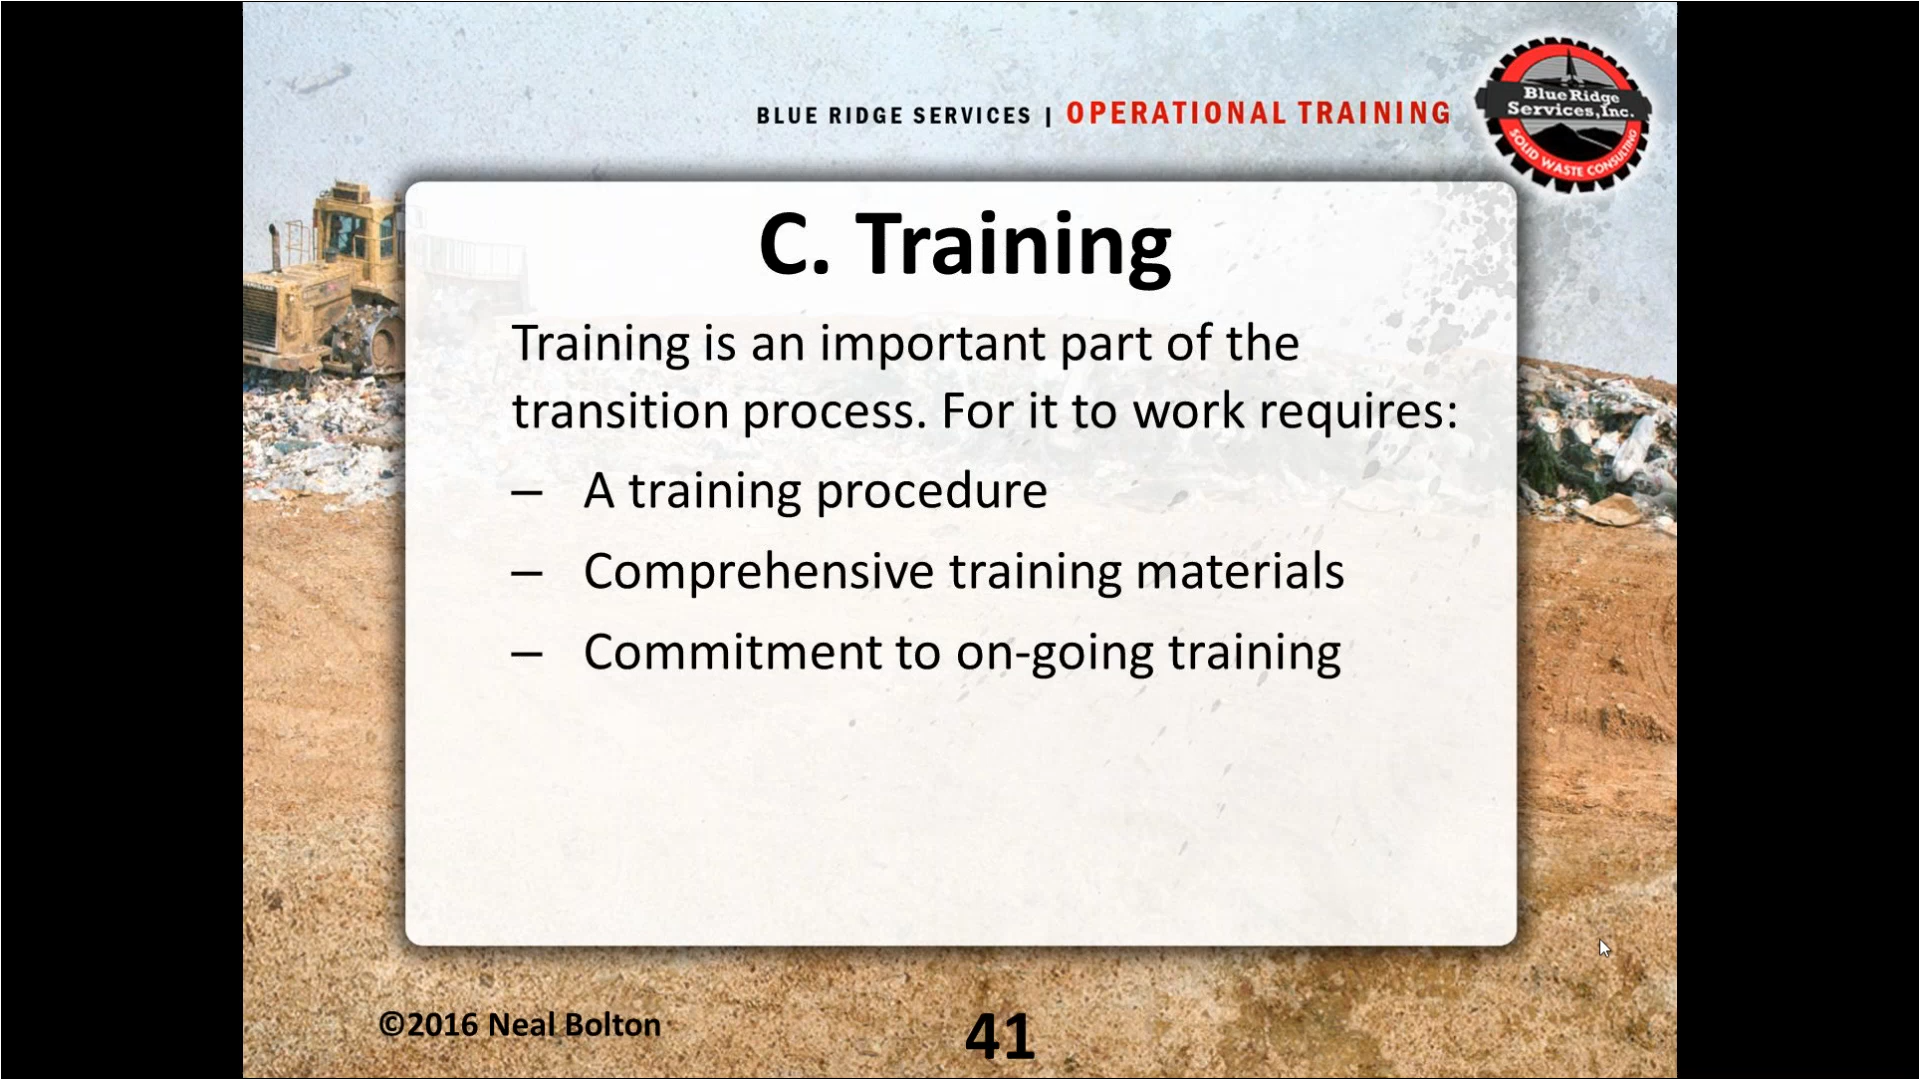 BLUE RIDGE SERVICES | OPERATIONAL TRAINING
Blue Ridge
Services, Inc.
SOLID WASTE CONSULTING
C. Training
Training is an important part of the
transition process. For it to work requires:
– A training procedure
– Comprehensive training materials
– Commitment to on-going training
©2016 Neal Bolton
41